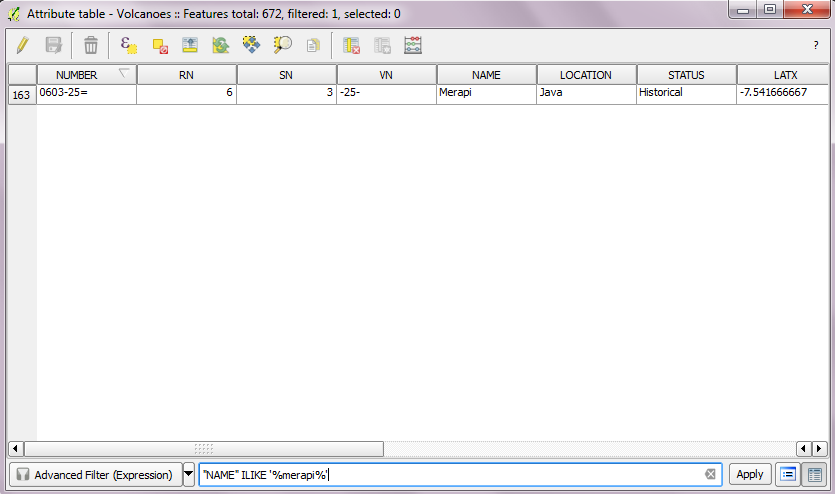 Attribute table - Volcanoes :: Features total: 672, filtered: 1, selected: 0
ε
?
NUMBER RN SN VN NAME LOCATION STATUS LATX
163 0603-25= 6 3 -25- Merapi Java Historical -7.541666667
Advanced Filter (Expression) "NAME" ILIKE '%merapi%' Apply